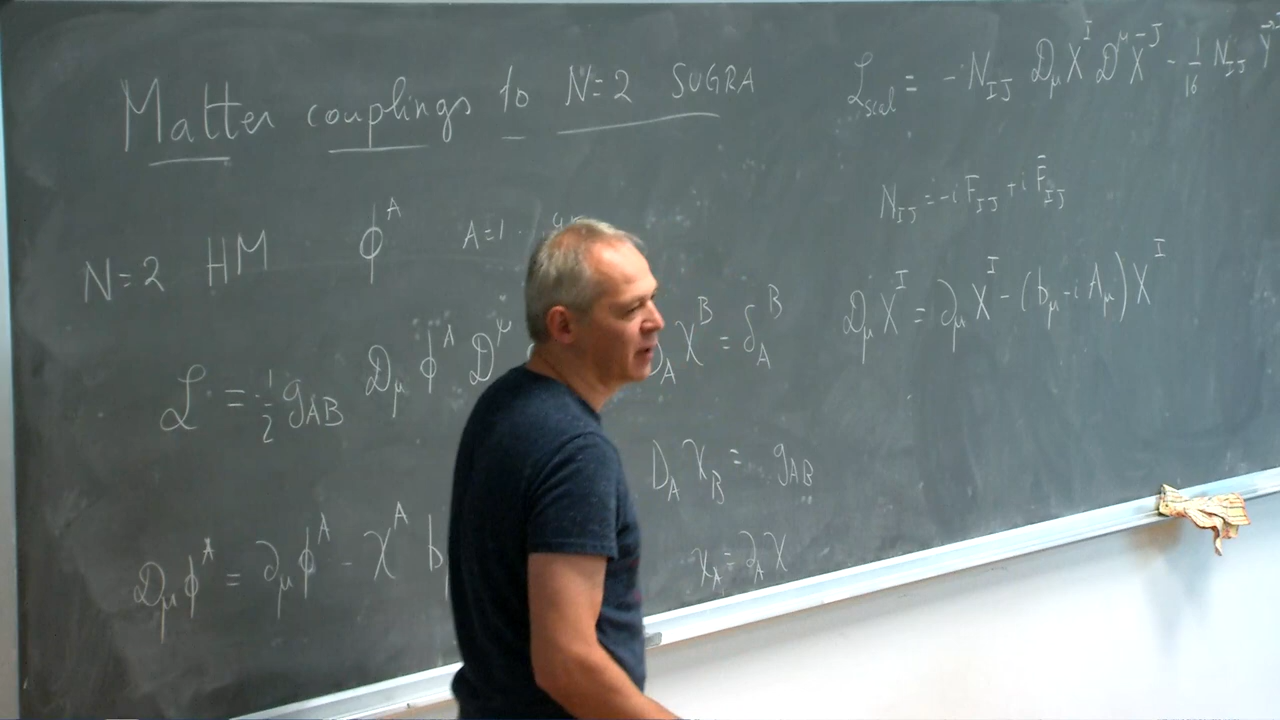 Matter couplings to N=2 SUGRA
N=2 HM ϕ^A A=1
ℒ = ½ g_AB 𝒟_μ ϕ^A 𝒟^μ
D_A χ^B = δ_A^B
D_A χ_B = g_AB
𝒟_μ ϕ^A = ∂_μ ϕ^A - χ^A b
χ_A = ∂_A χ
ℒ_scal = - N_IJ 𝒟_μ X^I 𝒟^μ X̄^J - 1/16 N_IJ Y⃗
N_IJ = -i F_IJ + i F̄_IJ
𝒟_μ X^I = ∂_μ X^I - (b_μ - i A_μ) X^I